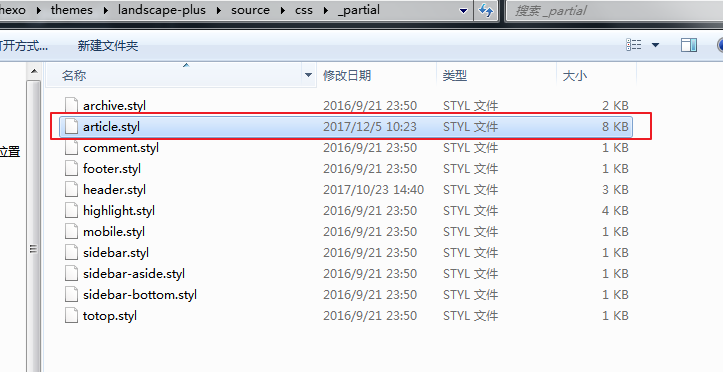 hexo ▸ themes ▸ landscape-plus ▸ source ▸ css ▸ _partial
搜索 _partial
打开方式... 新建文件夹
名称 修改日期 类型 大小
archive.styl 2016/9/21 23:50 STYL 文件 2 KB
article.styl 2017/12/5 10:23 STYL 文件 8 KB
comment.styl 2016/9/21 23:50 STYL 文件 1 KB
位置
footer.styl 2016/9/21 23:50 STYL 文件 1 KB
header.styl 2017/10/23 14:40 STYL 文件 3 KB
highlight.styl 2016/9/21 23:50 STYL 文件 4 KB
mobile.styl 2016/9/21 23:50 STYL 文件 1 KB
sidebar.styl 2016/9/21 23:50 STYL 文件 1 KB
sidebar-aside.styl 2016/9/21 23:50 STYL 文件 1 KB
sidebar-bottom.styl 2016/9/21 23:50 STYL 文件 1 KB
totop.styl 2016/9/21 23:50 STYL 文件 1 KB